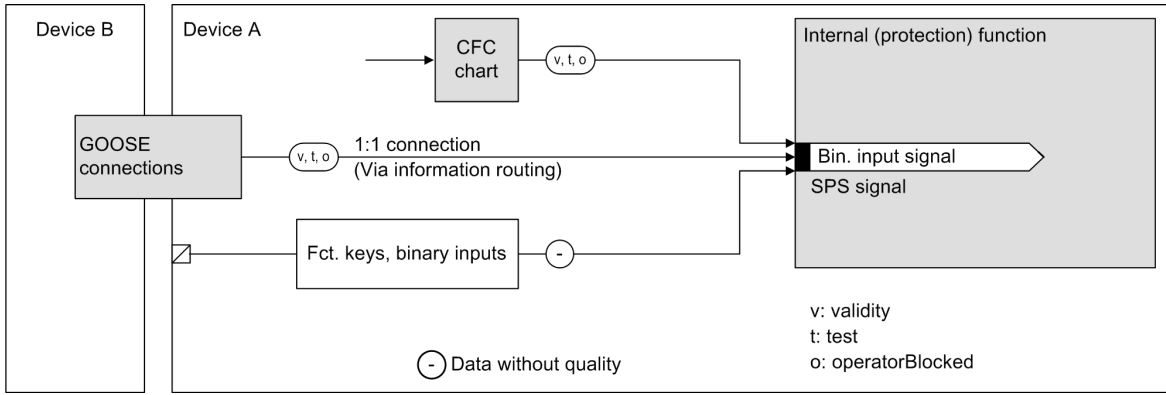 Device B
Device A
CFC
chart
v, t, o
Internal (protection) function
GOOSE
connections
v, t, o
1:1 connection
(Via information routing)
Bin. input signal
SPS signal
Fct. keys, binary inputs
-
v: validity
t: test
o: operatorBlocked
- Data without quality